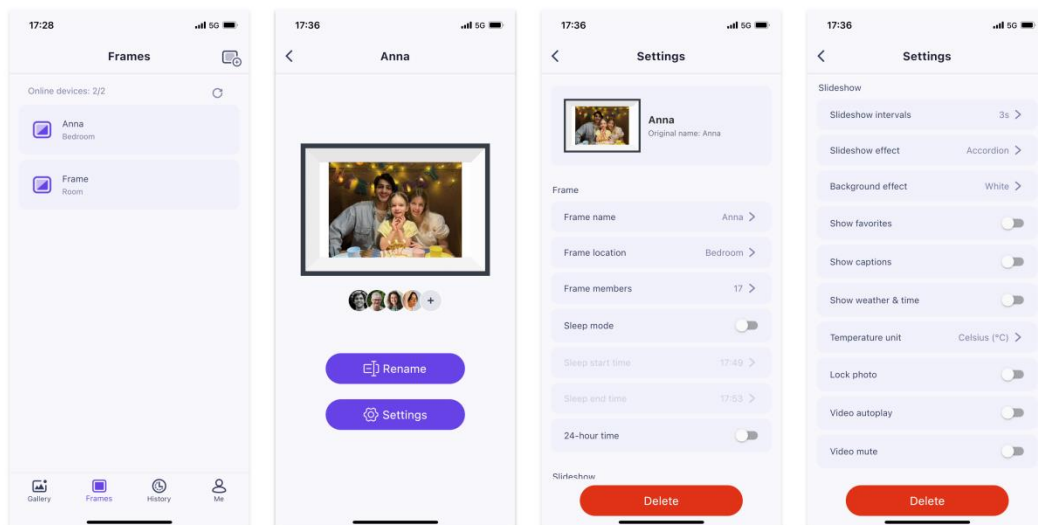 17:28
5G
Frames
Online devices: 2/2
Anna
Bedroom
Frame
Room
Gallery
Frames
History
Me
17:36
5G
Anna
+
Rename
Settings
17:36
5G
Settings
Anna
Original name: Anna
Frame
Frame name Anna >
Frame location Bedroom >
Frame members 17 >
Sleep mode
Sleep start time 17:49 >
Sleep end time 17:53 >
24-hour time
Slideshow
Delete
17:36
5G
Settings
Slideshow
Slideshow intervals 3s >
Slideshow effect Accordion >
Background effect White >
Show favorites
Show captions
Show weather & time
Temperature unit Celsius (°C) >
Lock photo
Video autoplay
Video mute
Delete